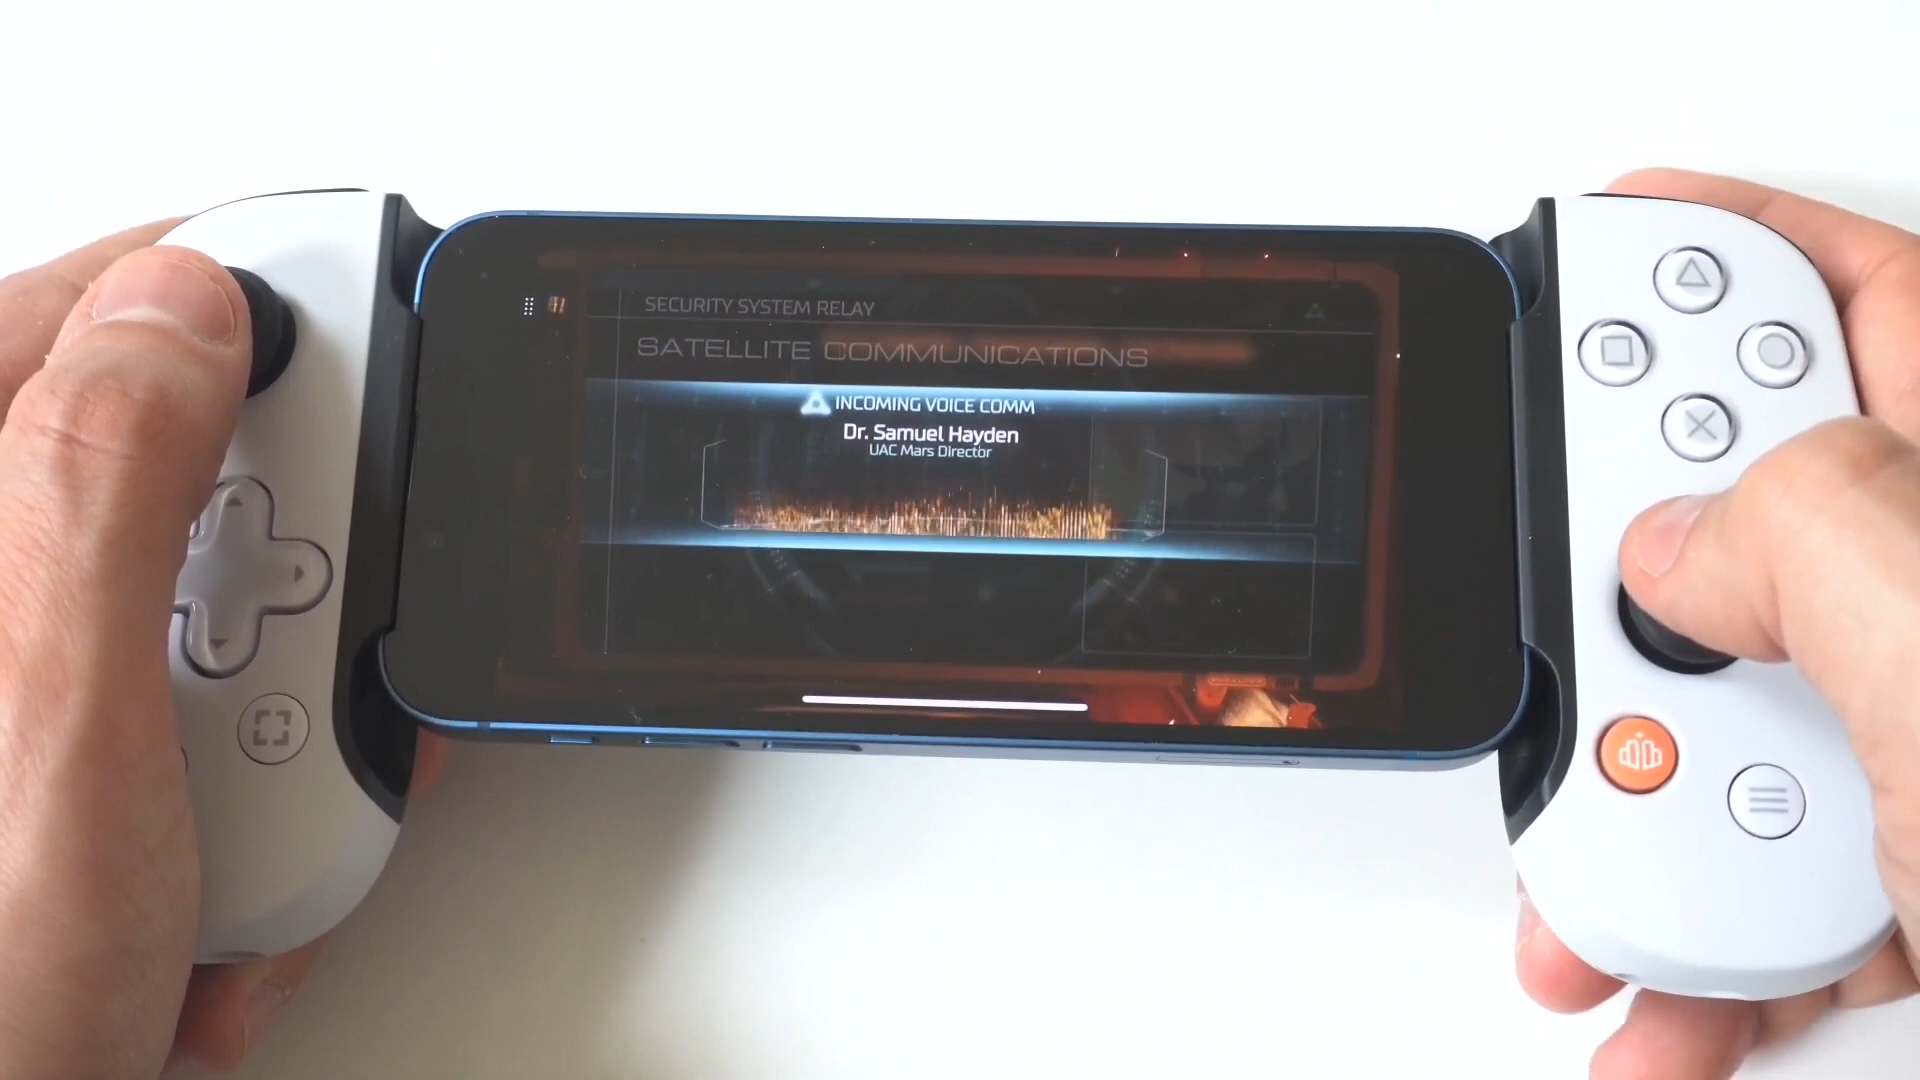 SECURITY SYSTEM RELAY
SATELLITE COMMUNICATIONS
INCOMING VOICE COMM
Dr. Samuel Hayden
UAC Mars Director